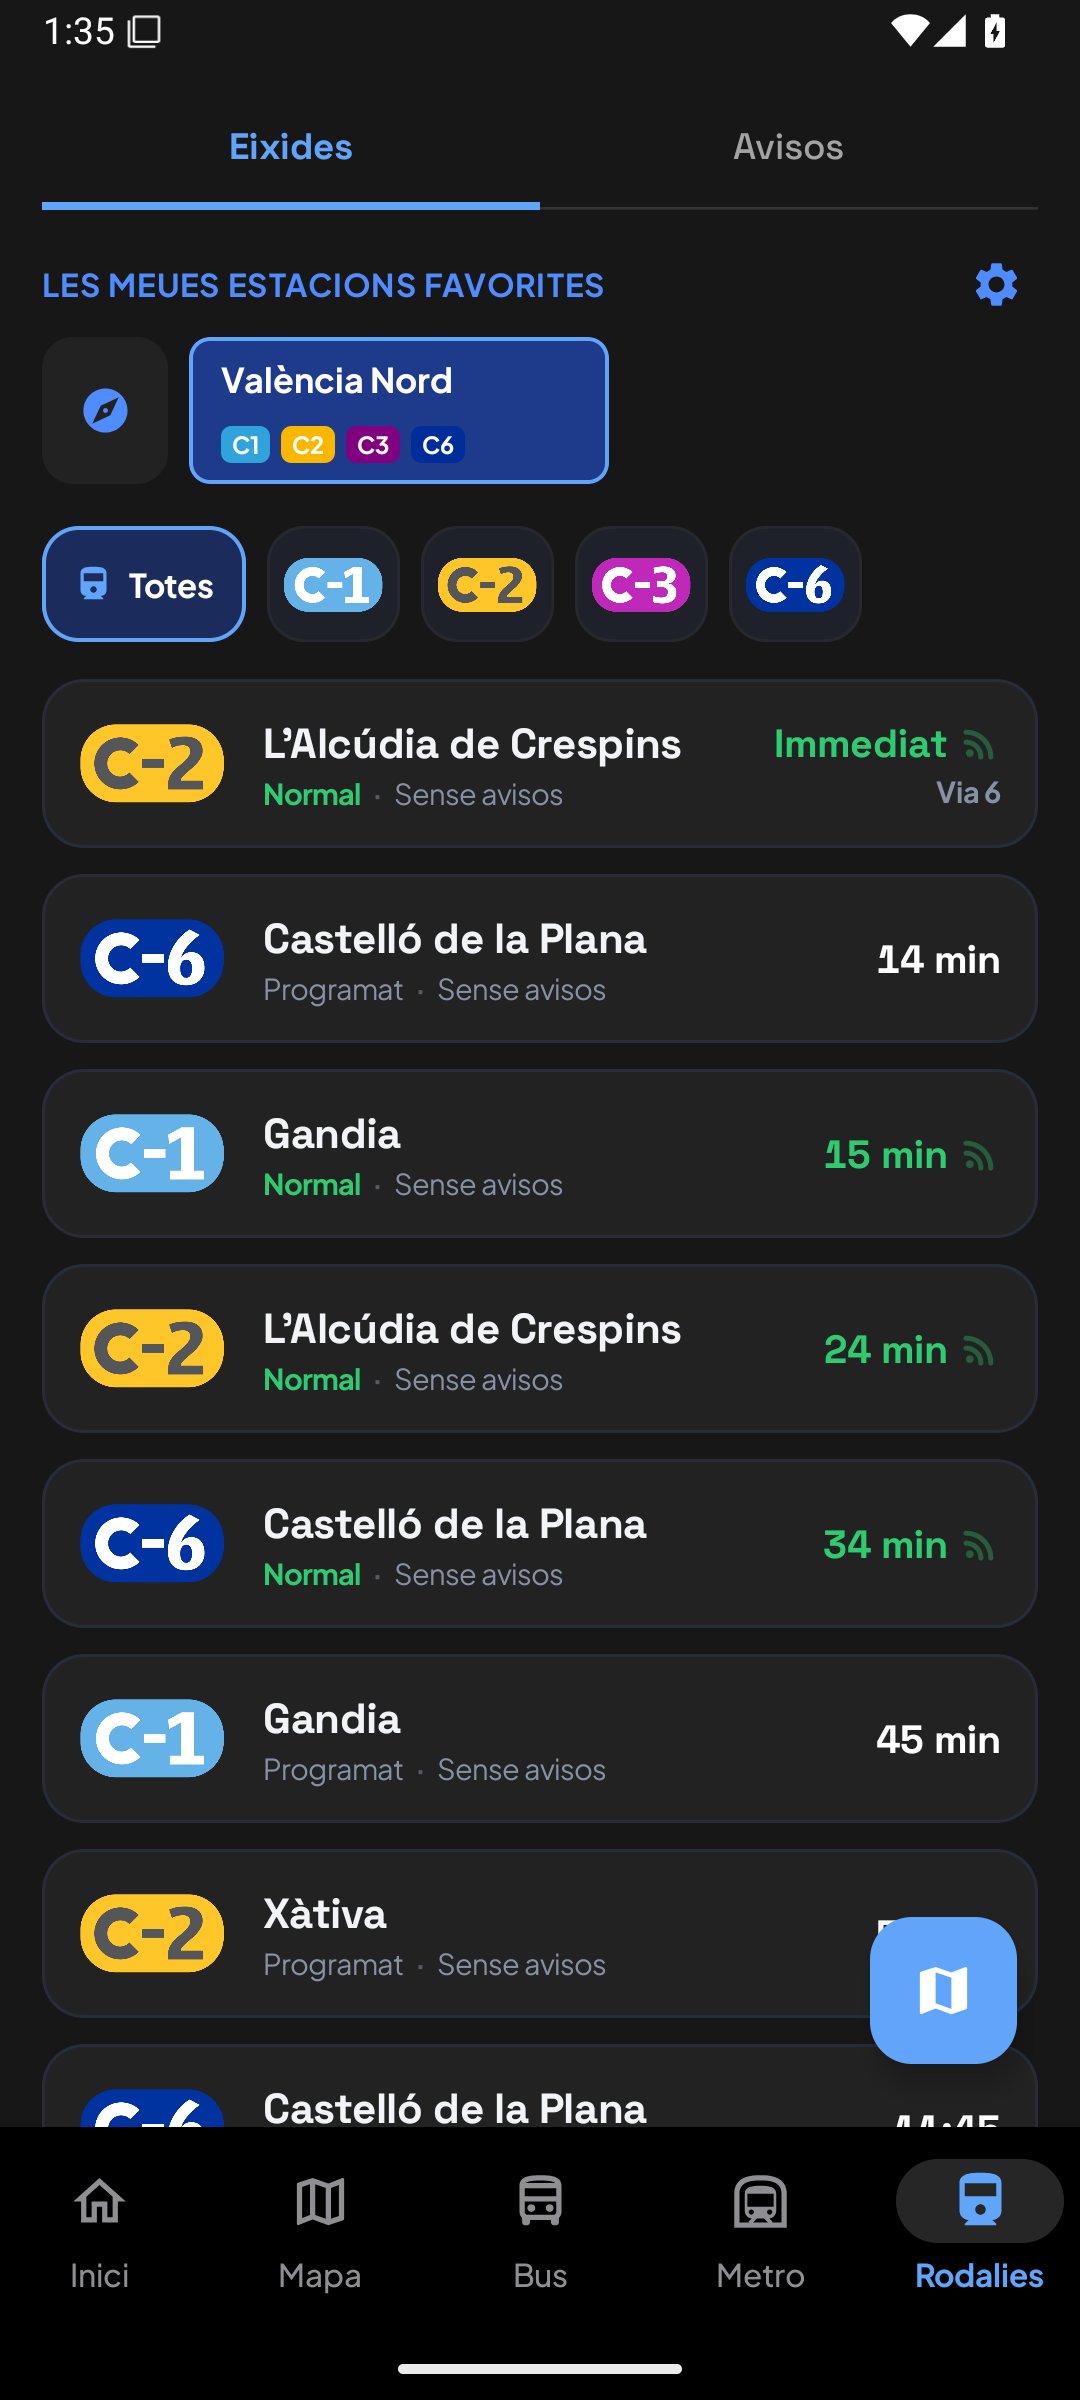 1:35
Eixides
Avisos
LES MEUES ESTACIONS FAVORITES
València Nord
C1 C2 C3 C6
Totes C-1 C-2 C-3 C-6
C-2 L'Alcúdia de Crespins Immediat
Normal · Sense avisos Via 6
C-6 Castelló de la Plana 14 min
Programat · Sense avisos
C-1 Gandia 15 min
Normal · Sense avisos
C-2 L'Alcúdia de Crespins 24 min
Normal · Sense avisos
C-6 Castelló de la Plana 34 min
Normal · Sense avisos
C-1 Gandia 45 min
Programat · Sense avisos
C-2 Xàtiva
Programat · Sense avisos
C-6 Castelló de la Plana
Inici
Mapa
Bus
Metro
Rodalies